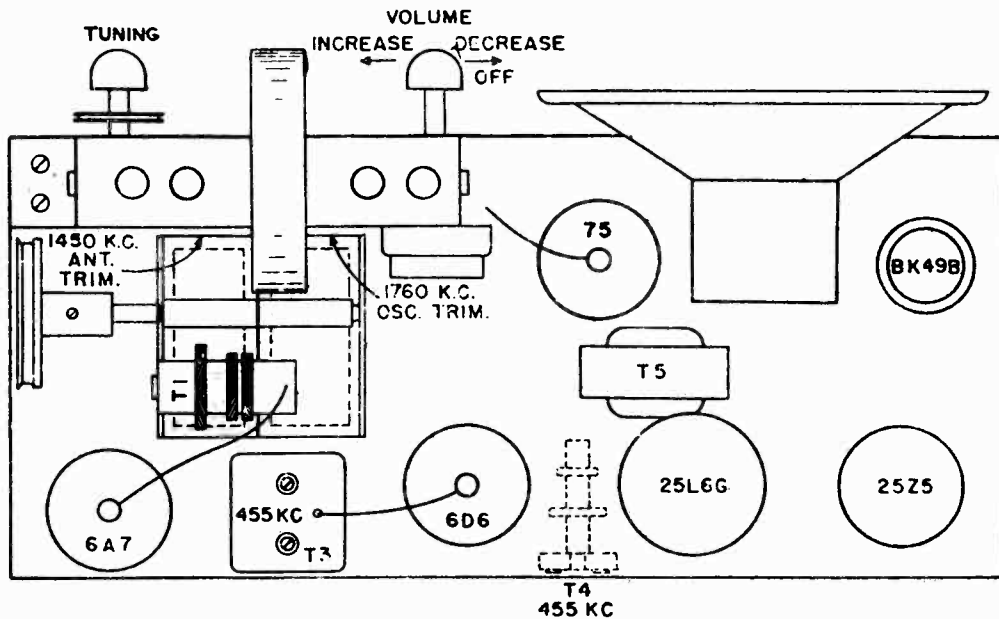 VOLUME
TUNING
INCREASE
DECREASE
OFF
1450 K.C.
ANT.
TRIM.
1760 K.C.
OSC. TRIM.
75
BK49B
T5
T1
6A7
455 KC
T3
6D6
25L6G
25Z5
T4
455 KC